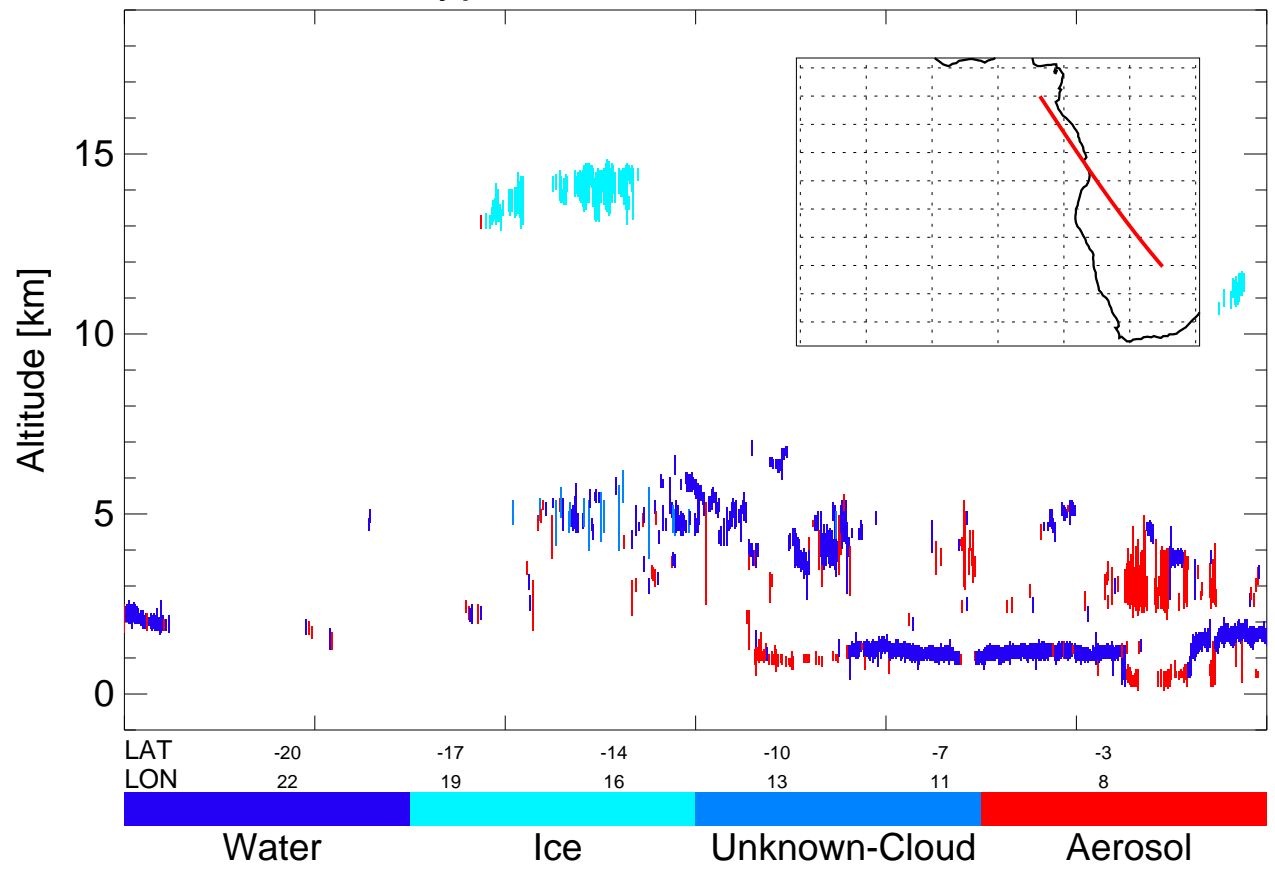 15
10
5
0
Altitude [km]
LAT -20 -17 -14 -10 -7 -3
LON 22 19 16 13 11 8
Water Ice Unknown-Cloud Aerosol